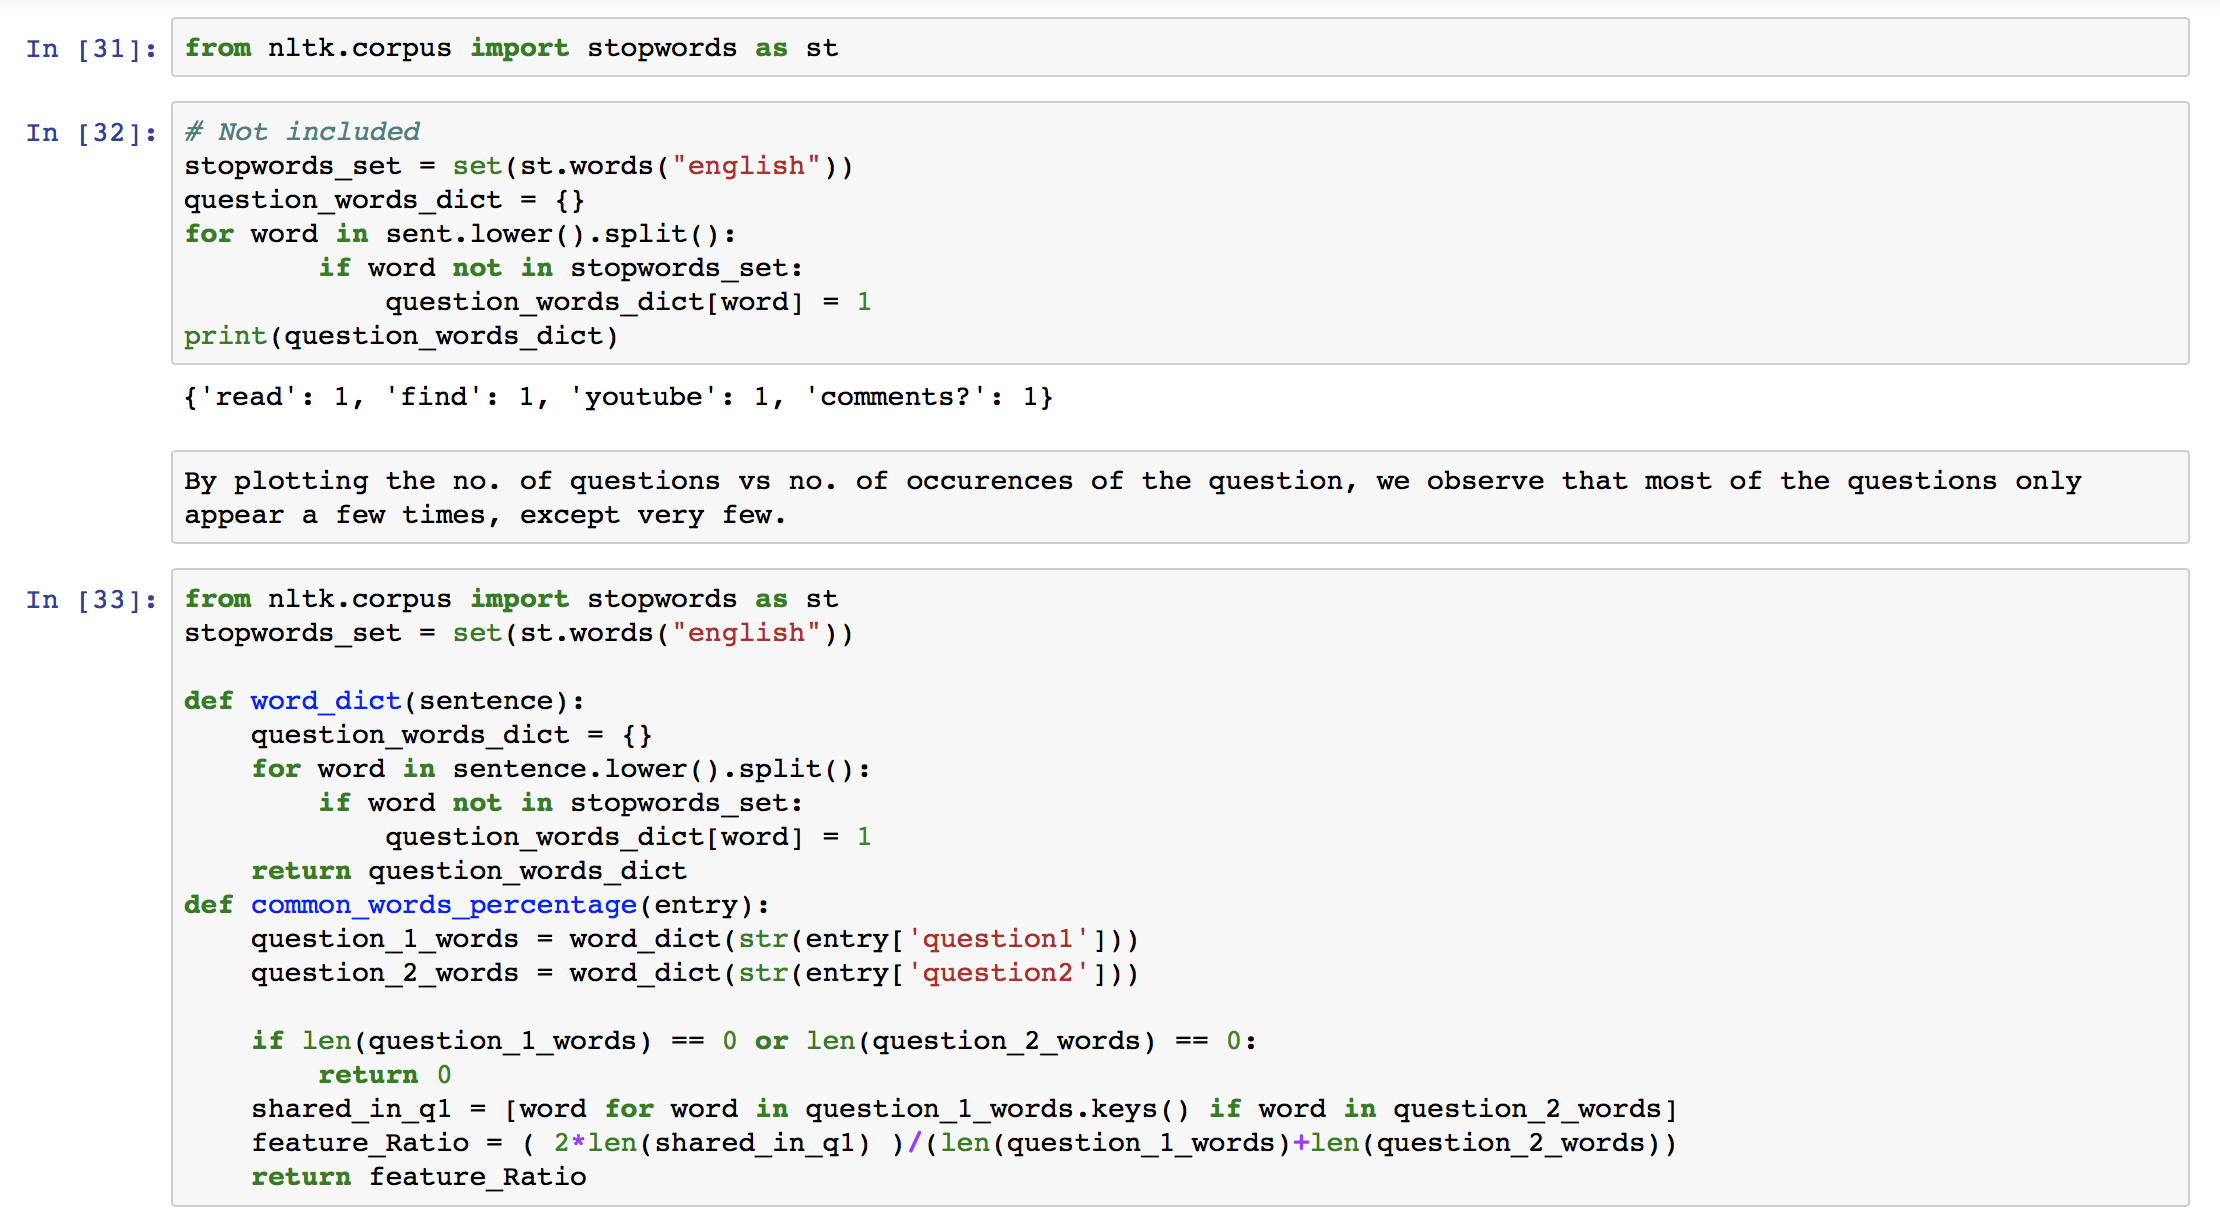 In [31]: from nltk.corpus import stopwords as st
In [32]: # Not included
stopwords_set = set(st.words("english"))
question_words_dict = {}
for word in sent.lower().split():
        if word not in stopwords_set:
            question_words_dict[word] = 1
print(question_words_dict)
{'read': 1, 'find': 1, 'youtube': 1, 'comments?': 1}
By plotting the no. of questions vs no. of occurences of the question, we observe that most of the questions only
appear a few times, except very few.
In [33]: from nltk.corpus import stopwords as st
stopwords_set = set(st.words("english"))
def word_dict(sentence):
    question_words_dict = {}
    for word in sentence.lower().split():
        if word not in stopwords_set:
            question_words_dict[word] = 1
    return question_words_dict
def common_words_percentage(entry):
    question_1_words = word_dict(str(entry['question1']))
    question_2_words = word_dict(str(entry['question2']))
    if len(question_1_words) == 0 or len(question_2_words) == 0:
        return 0
    shared_in_q1 = [word for word in question_1_words.keys() if word in question_2_words]
    feature_Ratio = ( 2*len(shared_in_q1) )/(len(question_1_words)+len(question_2_words))
    return feature_Ratio